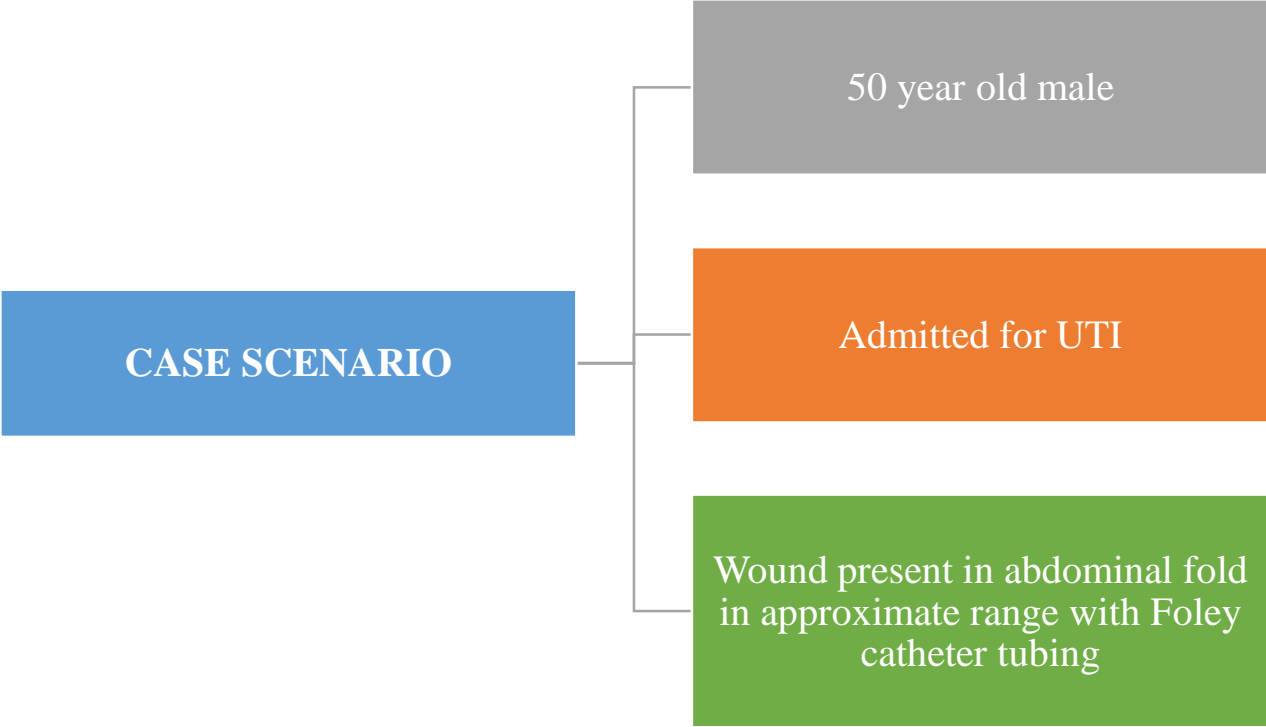 CASE SCENARIO
50 year old male
Admitted for UTI
Wound present in abdominal fold
in approximate range with Foley
catheter tubing